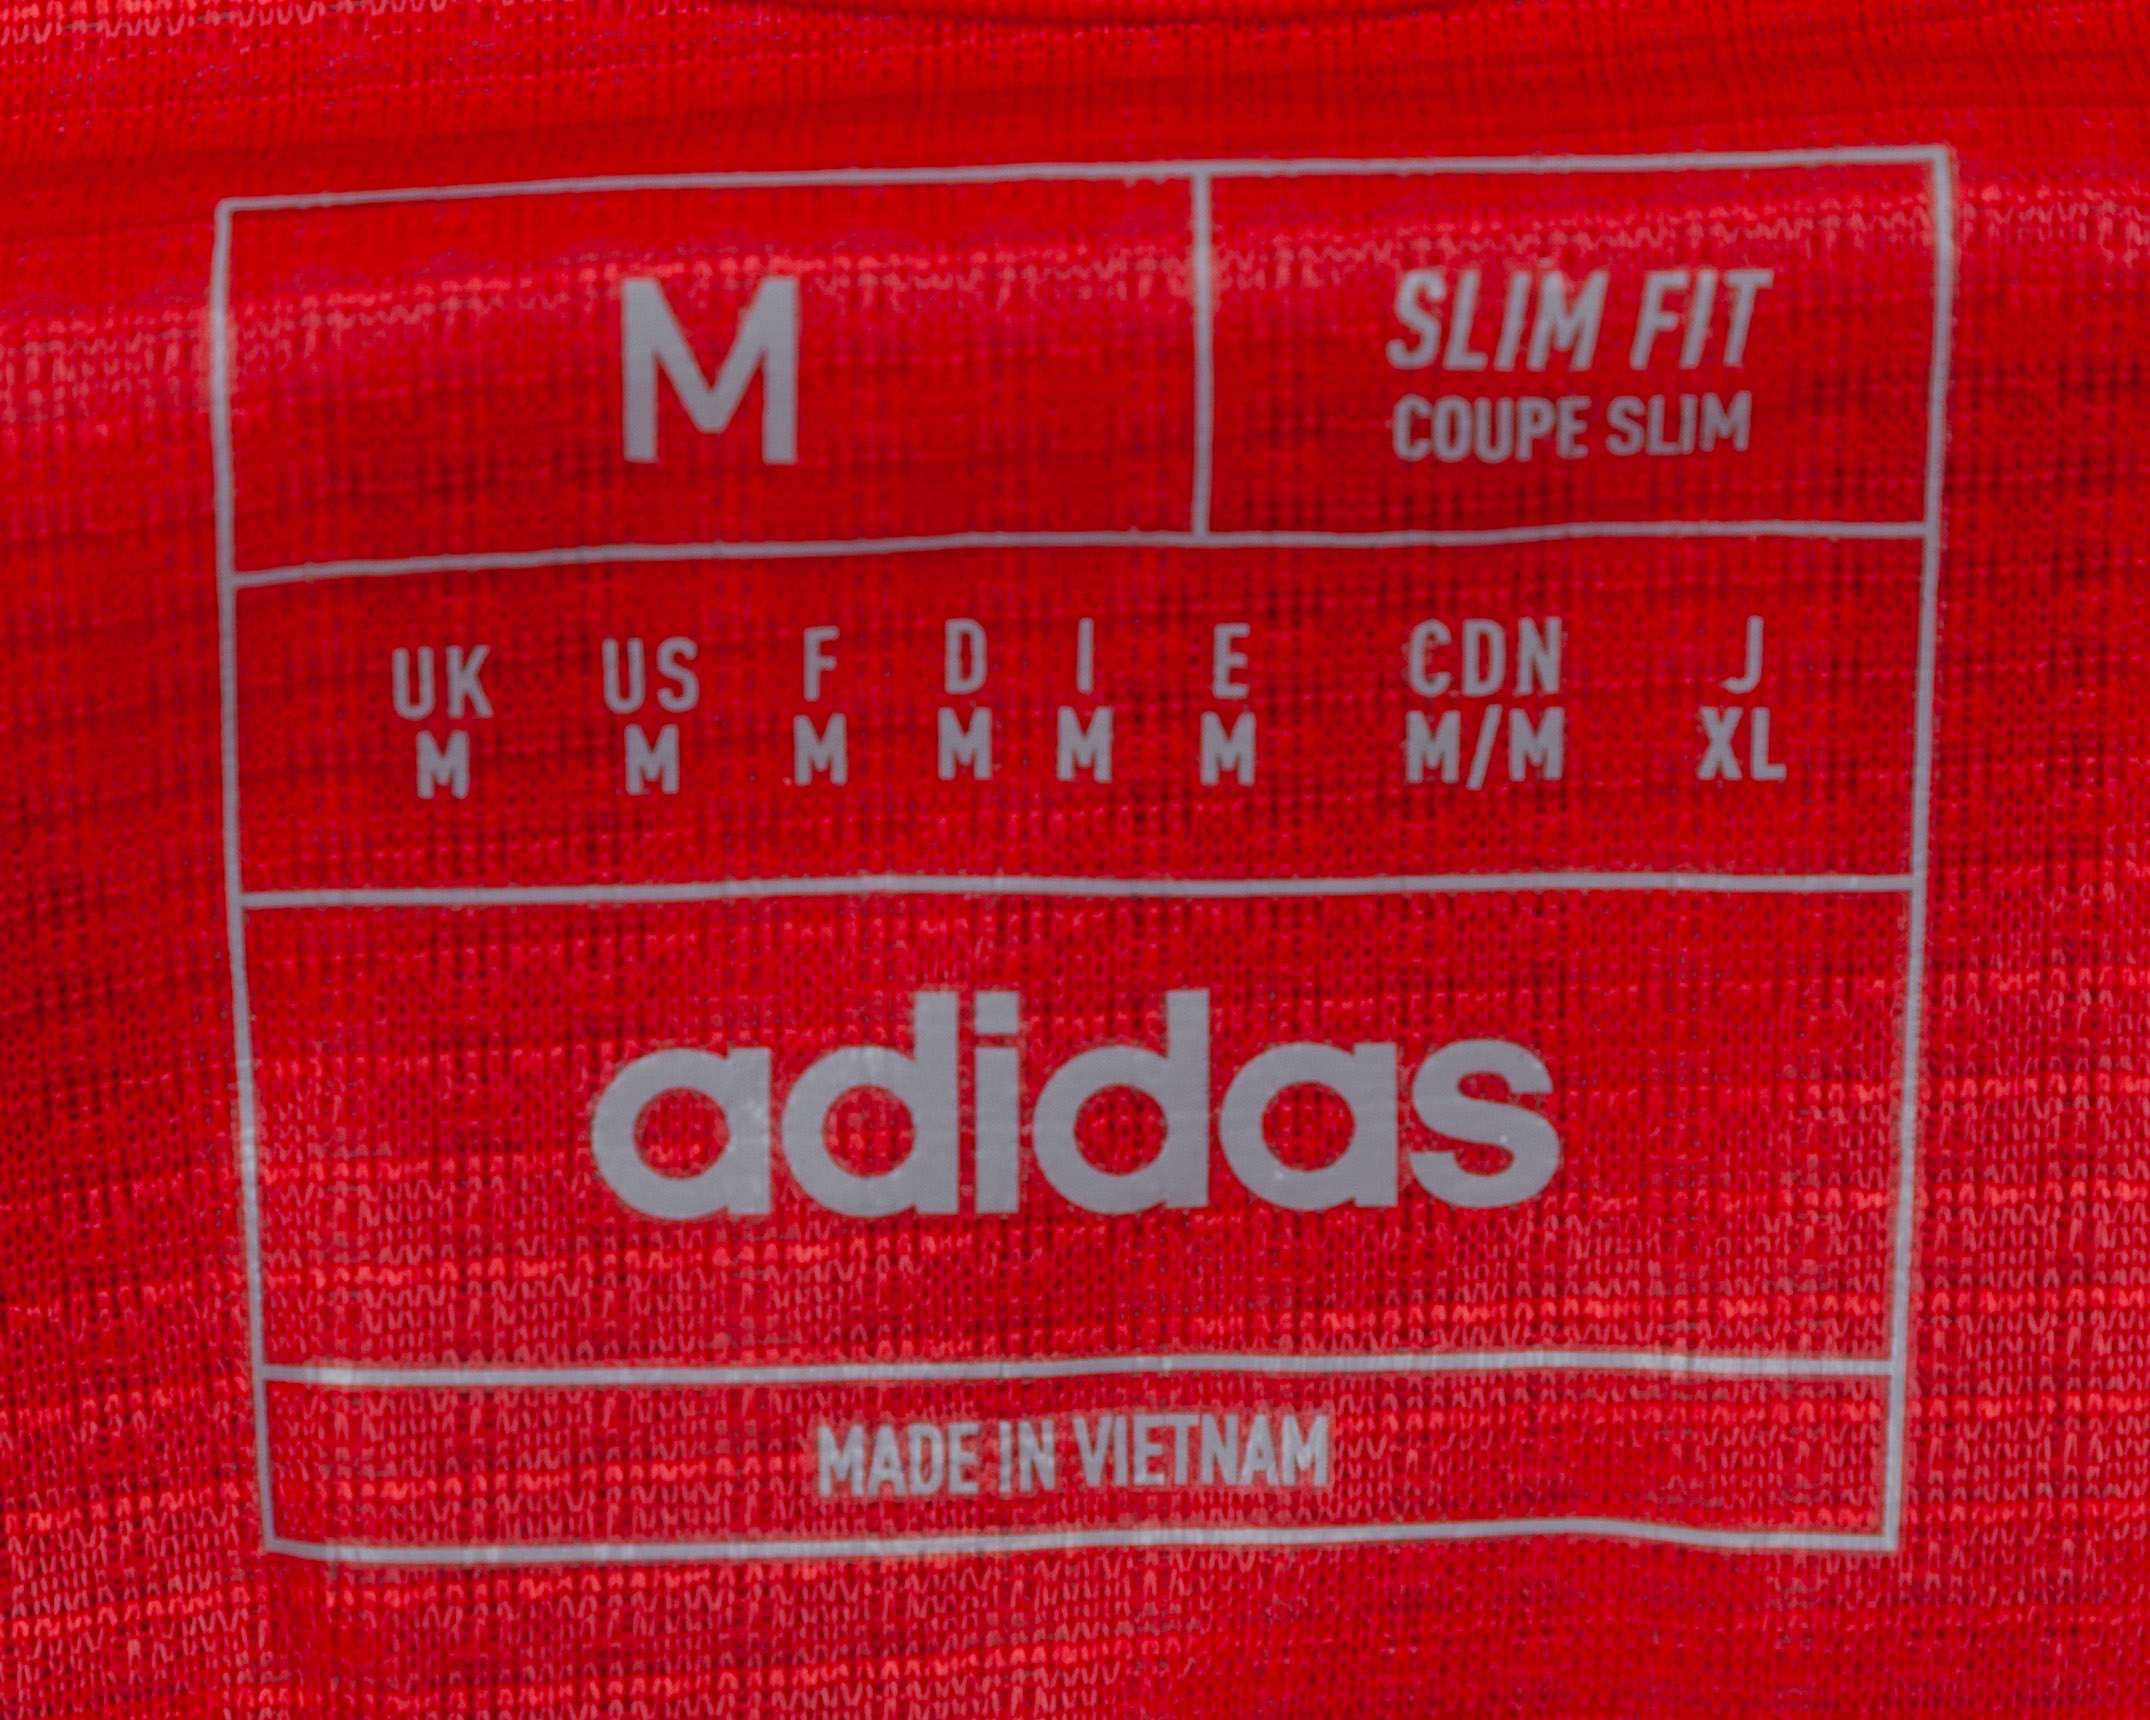 M
SLIM FIT
COUPE SLIM
UK US F D I E CDN J
M M M M M M M/M XL
adidas
MADE IN VIETNAM